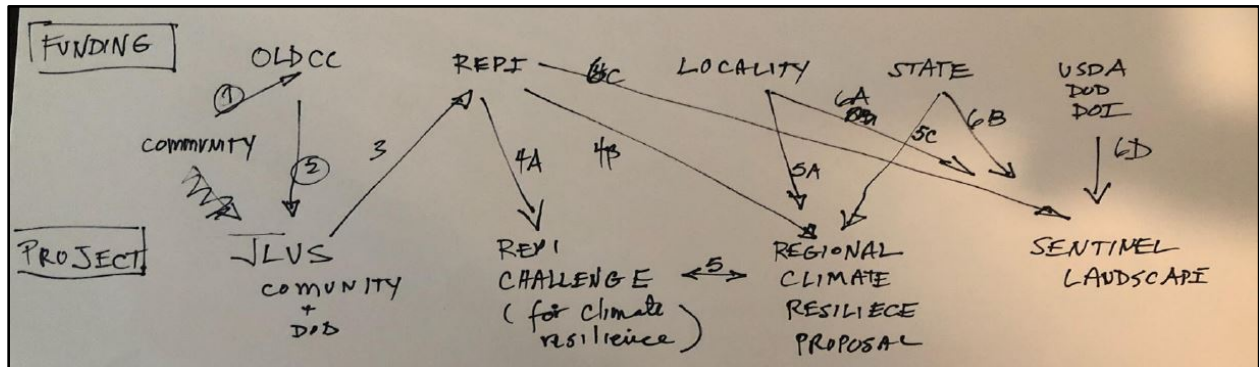 FUNDING
OLDCC
REPI
6C
LOCALITY
STATE
USDA
DOD
DOI
①
6A
5C
6B
COMMUNITY
②
3
4A
4B
5A
6D
PROJECT
JLUS
COMUNITY
+
DOD
REPI
CHALLENGE
(for climate
resilience)
5
REGIONAL
CLIMATE
RESILIECE
PROPOSAL
SENTINEL
LANDSCAPE